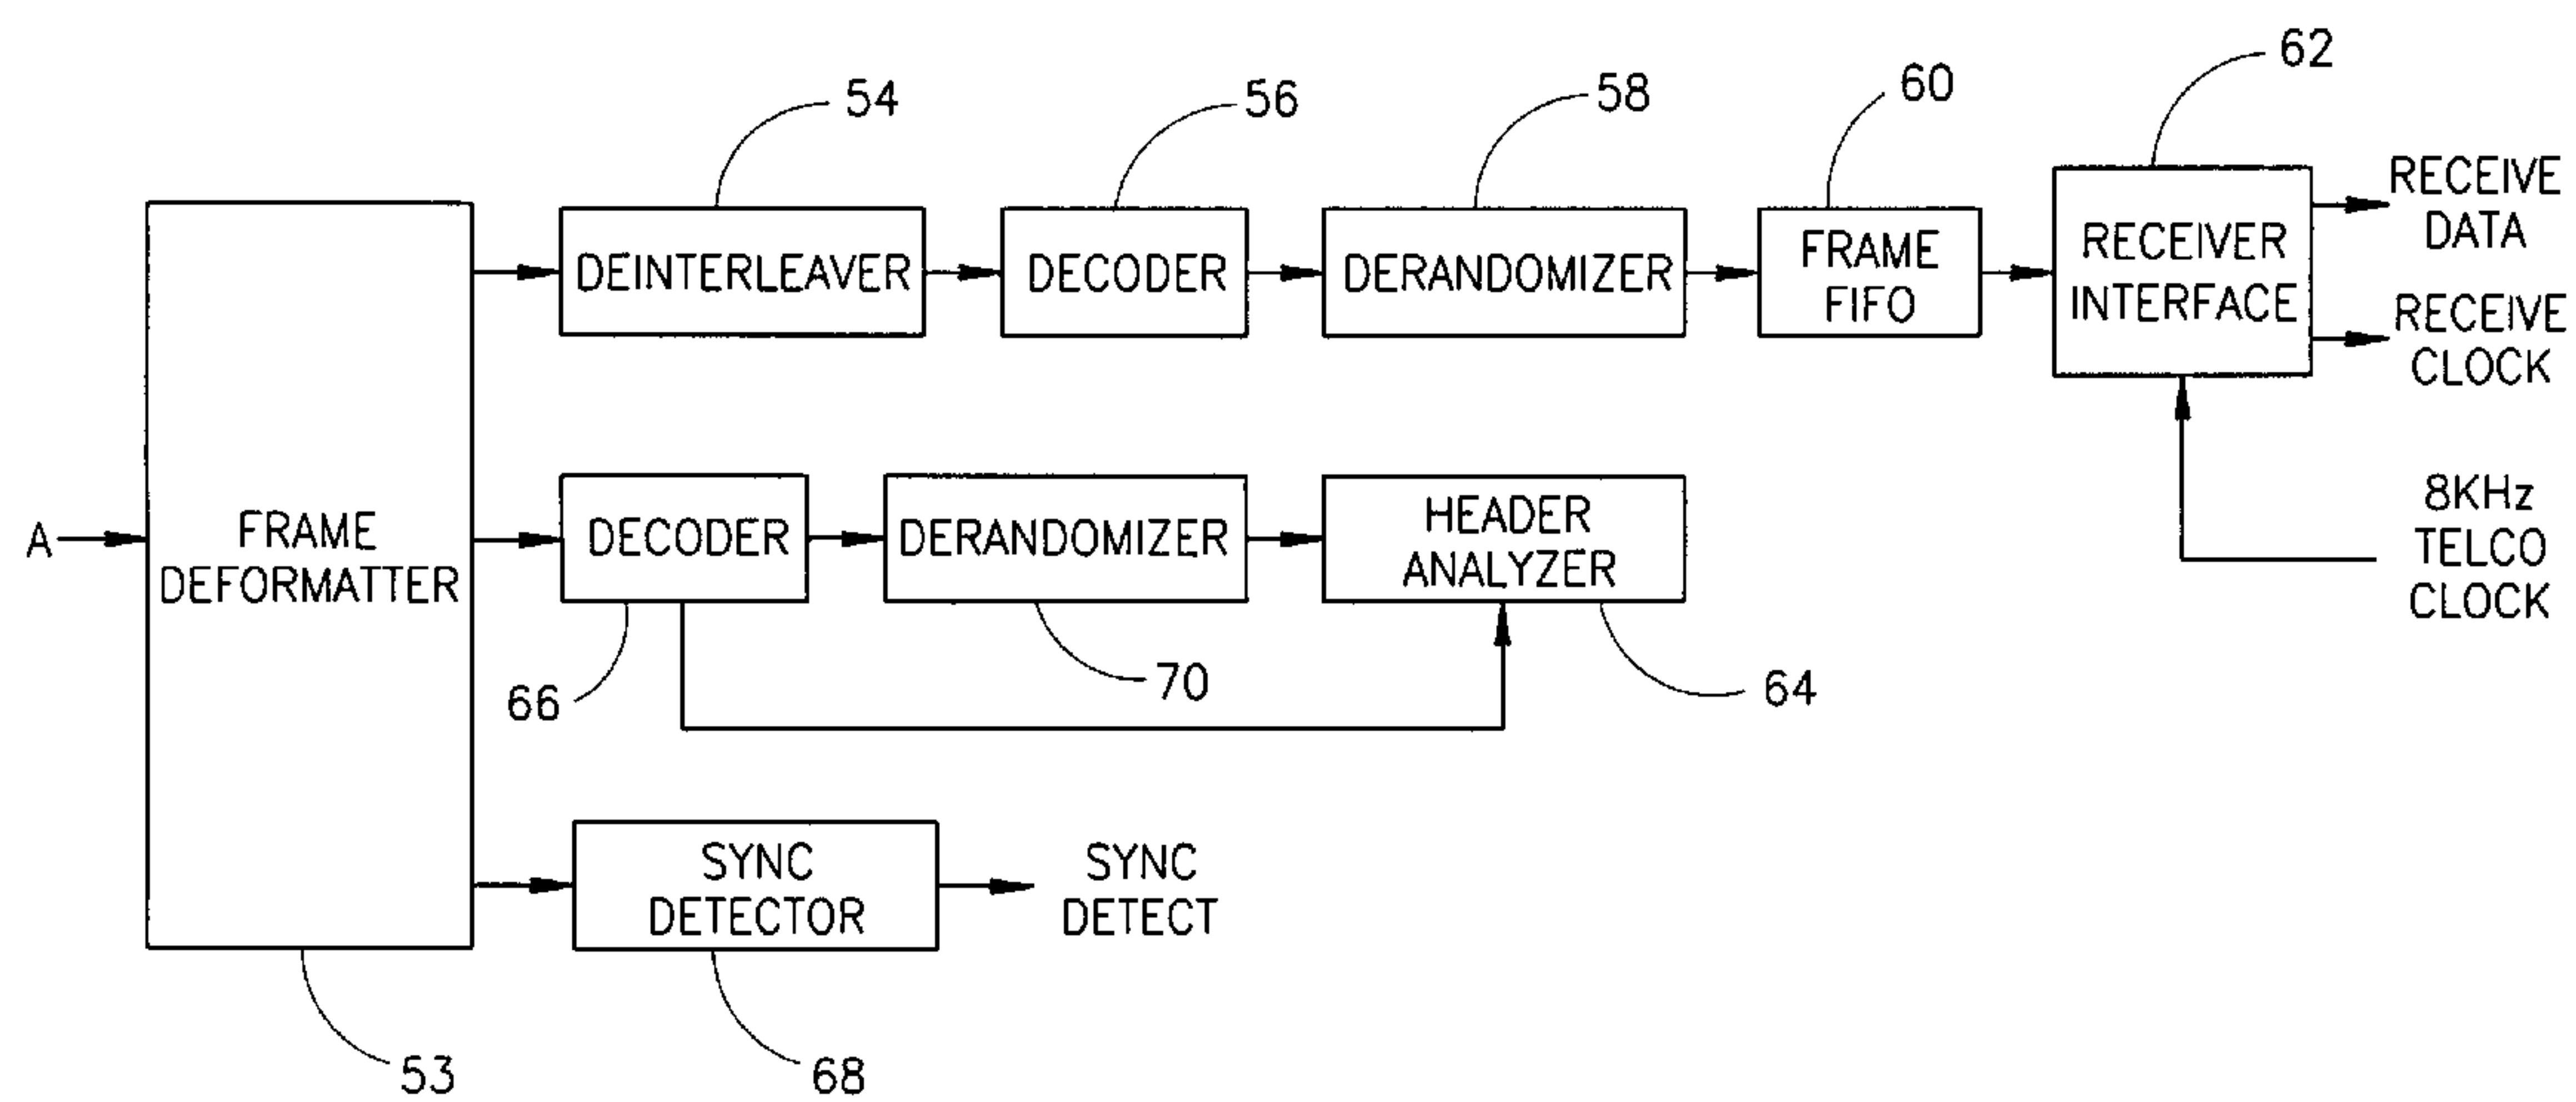 62
54
56
58
60
RECEIVE
DATA
DEINTERLEAVER
DECODER
DERANDOMIZER
FRAME
FIFO
RECEIVER
INTERFACE
RECEIVE
CLOCK
A
FRAME
DEFORMATTER
DECODER
DERANDOMIZER
HEADER
ANALYZER
8KHz
TELCO
CLOCK
66
70
64
SYNC
DETECTOR
SYNC
DETECT
53
68